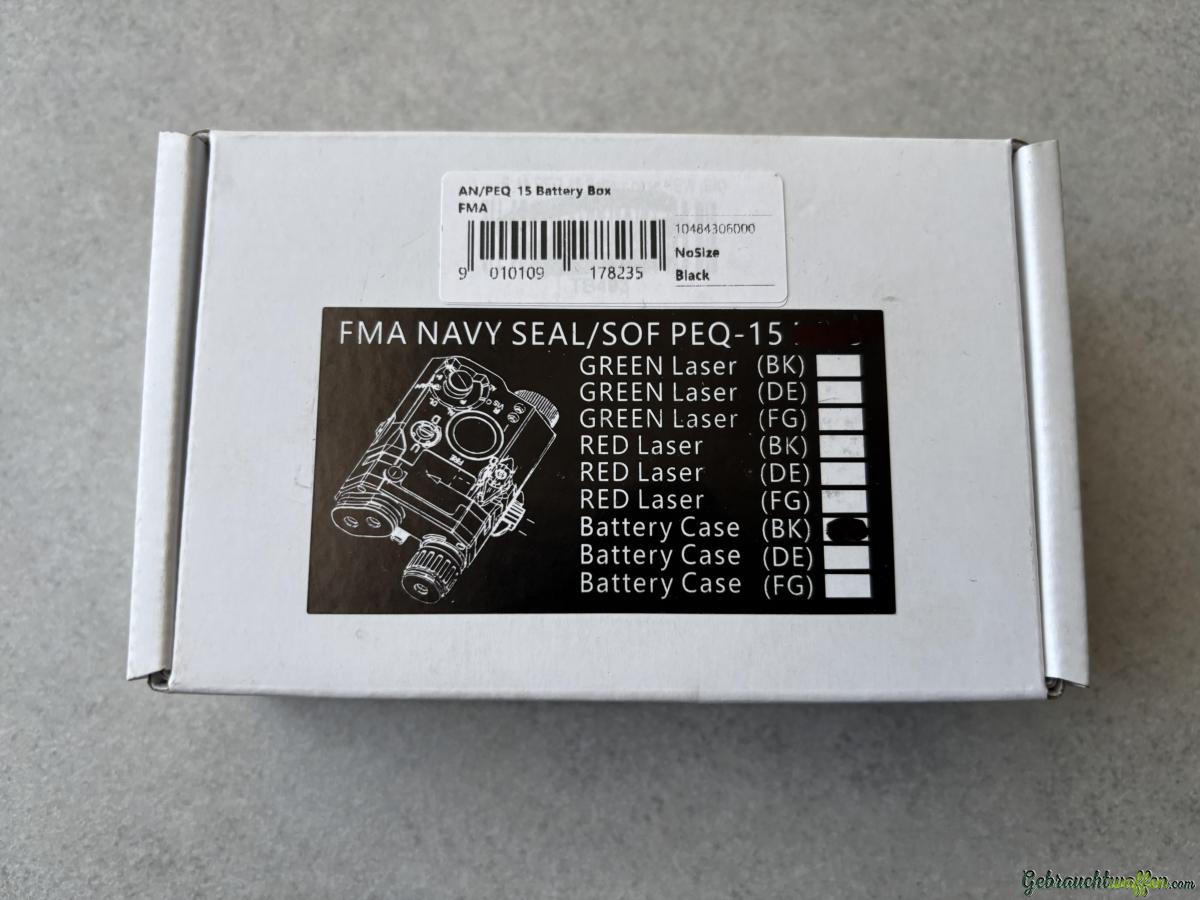 AN/PEQ 15 Battery Box
FMA
10484306000
NoSize
Black
9 010109 178235
FMA NAVY SEAL/SOF PEQ-15
GREEN Laser (BK)
GREEN Laser (DE)
GREEN Laser (FG)
RED Laser (BK)
RED Laser (DE)
RED Laser (FG)
Battery Case (BK)
Battery Case (DE)
Battery Case (FG)
Gebrauchtwaffen.com